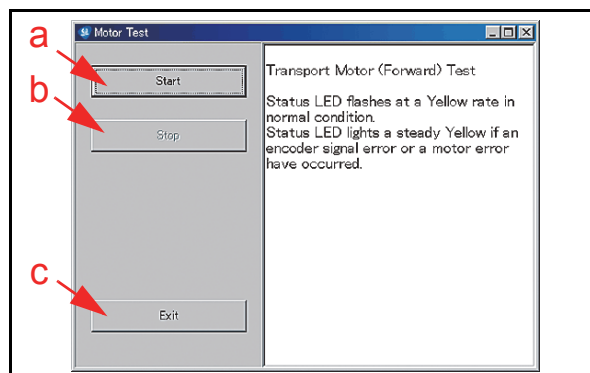 Motor Test
a
Start
b
Stop
c
Exit
Transport Motor (Forward) Test
Status LED flashes at a Yellow rate in
normal condition.
Status LED lights a steady Yellow if an
encoder signal error or a motor error
have occurred.